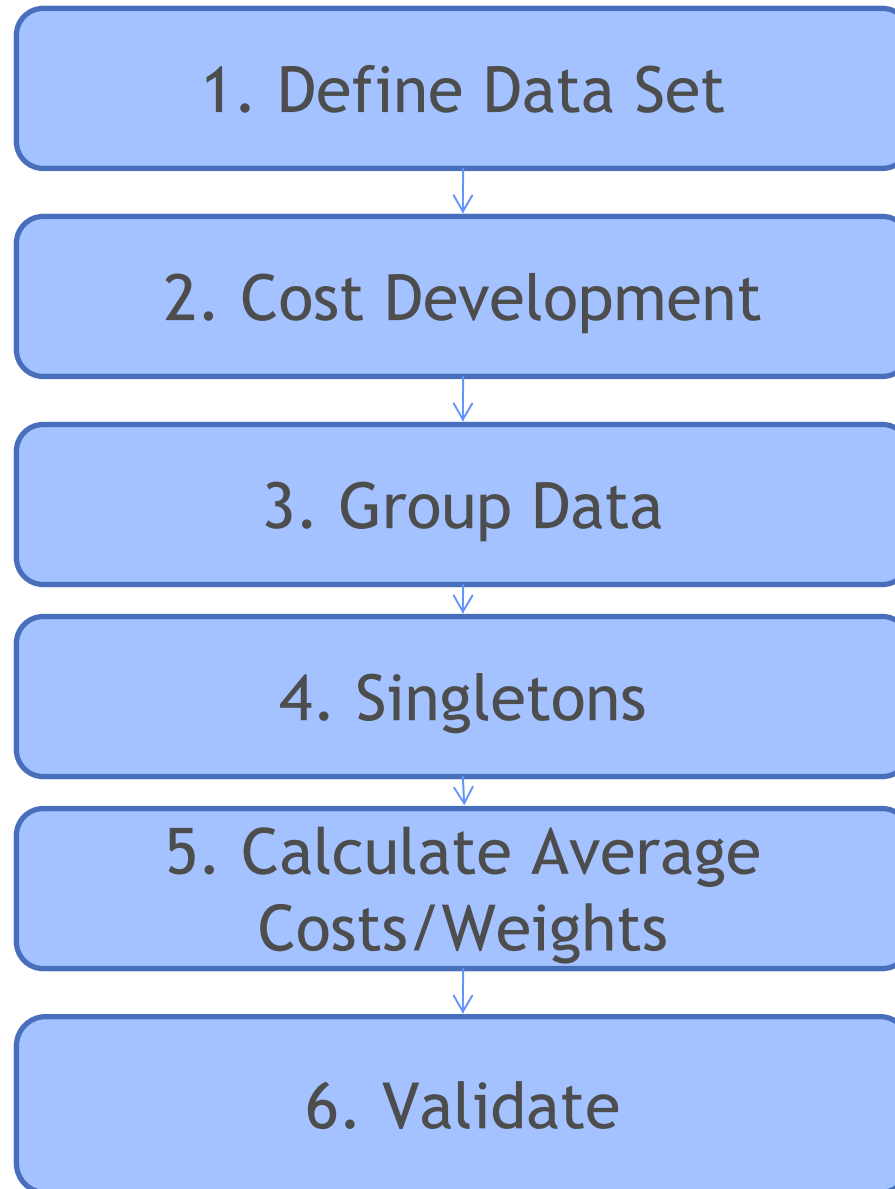 1. Define Data Set
2. Cost Development
3. Group Data
4. Singletons
5. Calculate Average
Costs/Weights
6. Validate